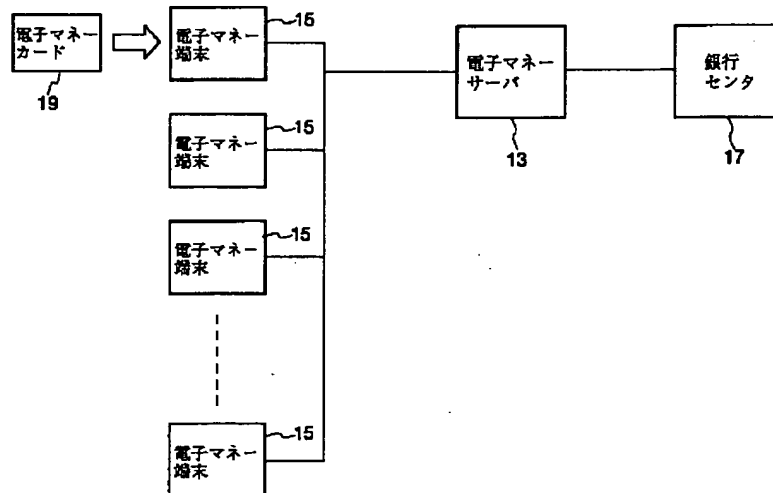 電子マネー
カード
19
電子マネー
端末
15
電子マネー
端末
15
電子マネー
端末
15
電子マネー
端末
15
電子マネー
サーバ
13
銀行
センタ
17